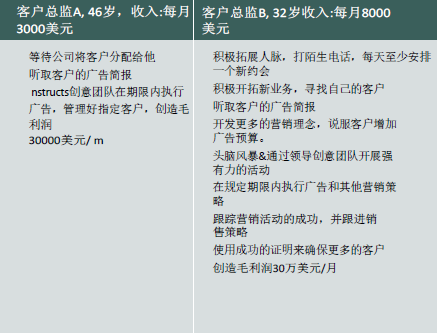 客户总监A, 46岁，收入:每月
3000美元
等待公司将客户分配给他
听取客户的广告简报
nstructs创意团队在期限内执行
广告，管理好指定客户，创造毛
利润
30000美元/ m
客户总监B, 32岁收入:每月8000
美元
积极拓展人脉，打陌生电话，每天至少安排
一个新约会
积极开拓新业务，寻找自己的客户
听取客户的广告简报
开发更多的营销理念，说服客户增加
广告预算。
头脑风暴&通过领导创意团队开展强
有力的活动
在规定期限内执行广告和其他营销策
略
跟踪营销活动的成功，并跟进销
售策略
使用成功的证明来确保更多的客户
创造毛利润30万美元/月